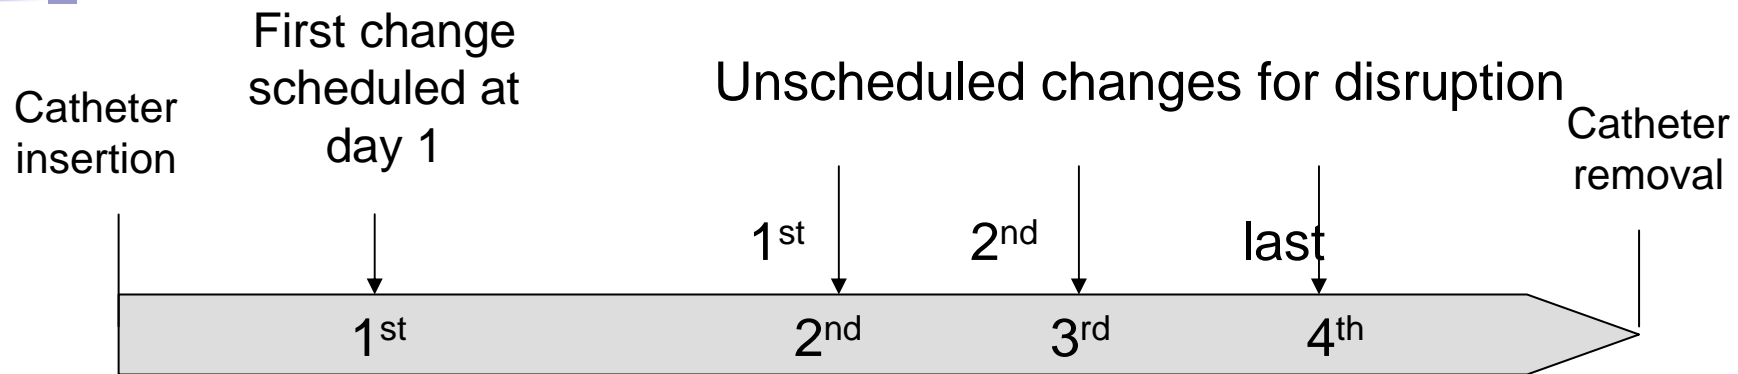 First change
scheduled at
day 1
Catheter
insertion
Unscheduled changes for disruption
Catheter
removal
1st
2nd
last
1st
2nd
3rd
4th